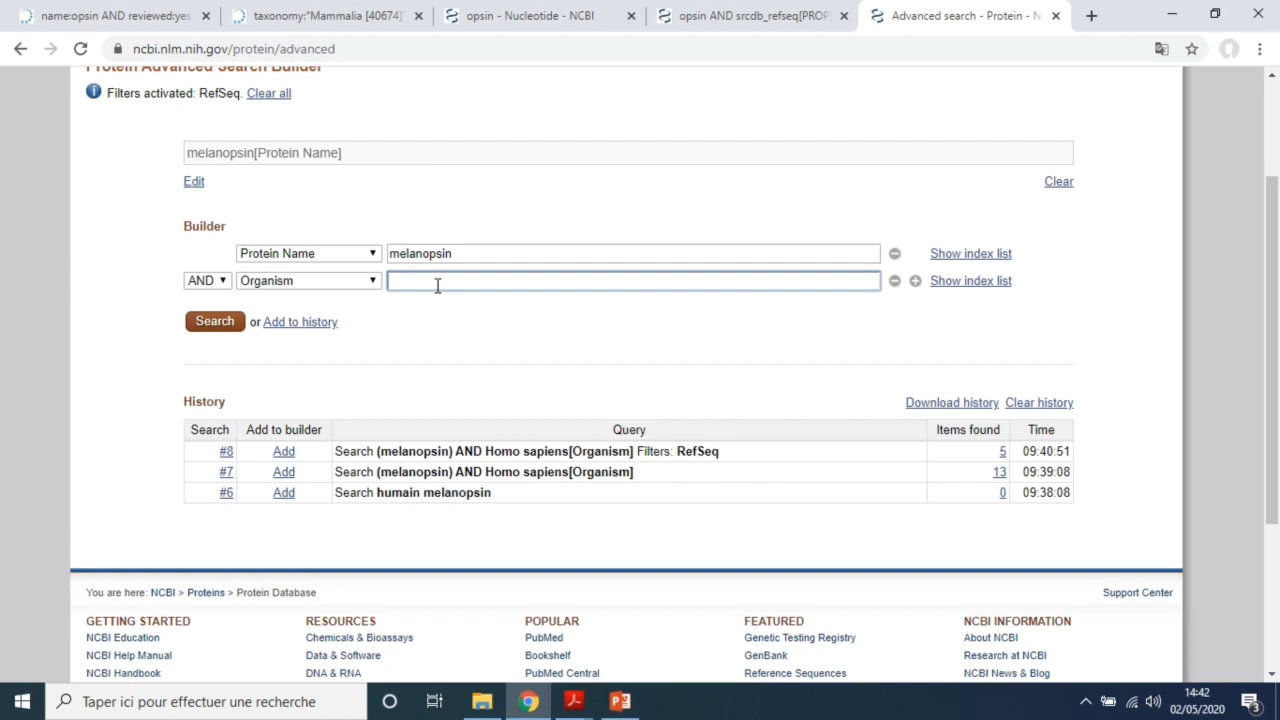 name:opsin AND reviewed:yes
taxonomy:"Mammalia [40674]"
opsin - Nucleotide - NCBI
opsin AND srcdb_refseq[PROP
Advanced search - Protein - N
ncbi.nlm.nih.gov/protein/advanced
Protein Advanced Search Builder
Filters activated: RefSeq. Clear all
melanopsin[Protein Name]
Edit
Clear
Builder
Protein Name
melanopsin
Show index list
AND
Organism
Show index list
Search or Add to history
History
Download history Clear history
Search Add to builder Query Items found Time
#8 Add Search (melanopsin) AND Homo sapiens[Organism] Filters: RefSeq 5 09:40:51
#7 Add Search (melanopsin) AND Homo sapiens[Organism] 13 09:39:08
#6 Add Search humain melanopsin 0 09:38:08
You are here: NCBI > Proteins > Protein Database
Support Center
GETTING STARTED RESOURCES POPULAR FEATURED NCBI INFORMATION
NCBI Education Chemicals & Bioassays PubMed Genetic Testing Registry About NCBI
NCBI Help Manual Data & Software Bookshelf GenBank Research at NCBI
NCBI Handbook DNA & RNA PubMed Central Reference Sequences NCBI News & Blog
Taper ici pour effectuer une recherche
14:42
02/05/2020
3